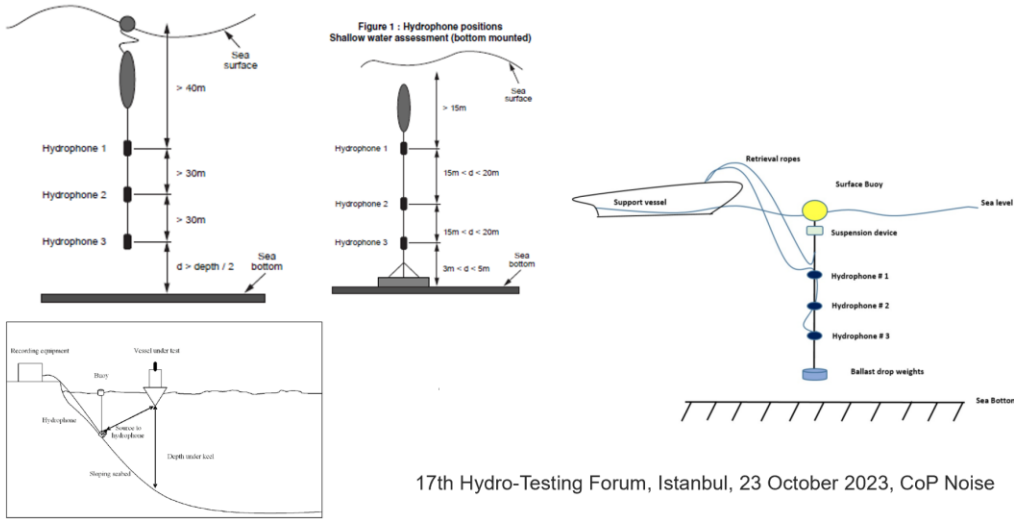 Sea
surface
> 40m
Hydrophone 1
> 30m
Hydrophone 2
> 30m
Hydrophone 3
d > depth / 2
Sea
bottom
Figure 1 : Hydrophone positions
Shallow water assessment (bottom mounted)
Sea
surface
> 15m
Hydrophone 1
15m < d < 20m
Hydrophone 2
15m < d < 20m
Hydrophone 3
3m < d < 5m
Sea
bottom
Retrieval ropes
Support vessel
Surface Buoy
Sea level
Suspension device
Hydrophone # 1
Hydrophone # 2
Hydrophone # 3
Ballast drop weights
Sea Bottom
Recording equipment
Vessel under test
Buoy
Hydrophone
Source to
hydrophone
Depth under keel
Sloping seabed
17th Hydro-Testing Forum, Istanbul, 23 October 2023, CoP Noise